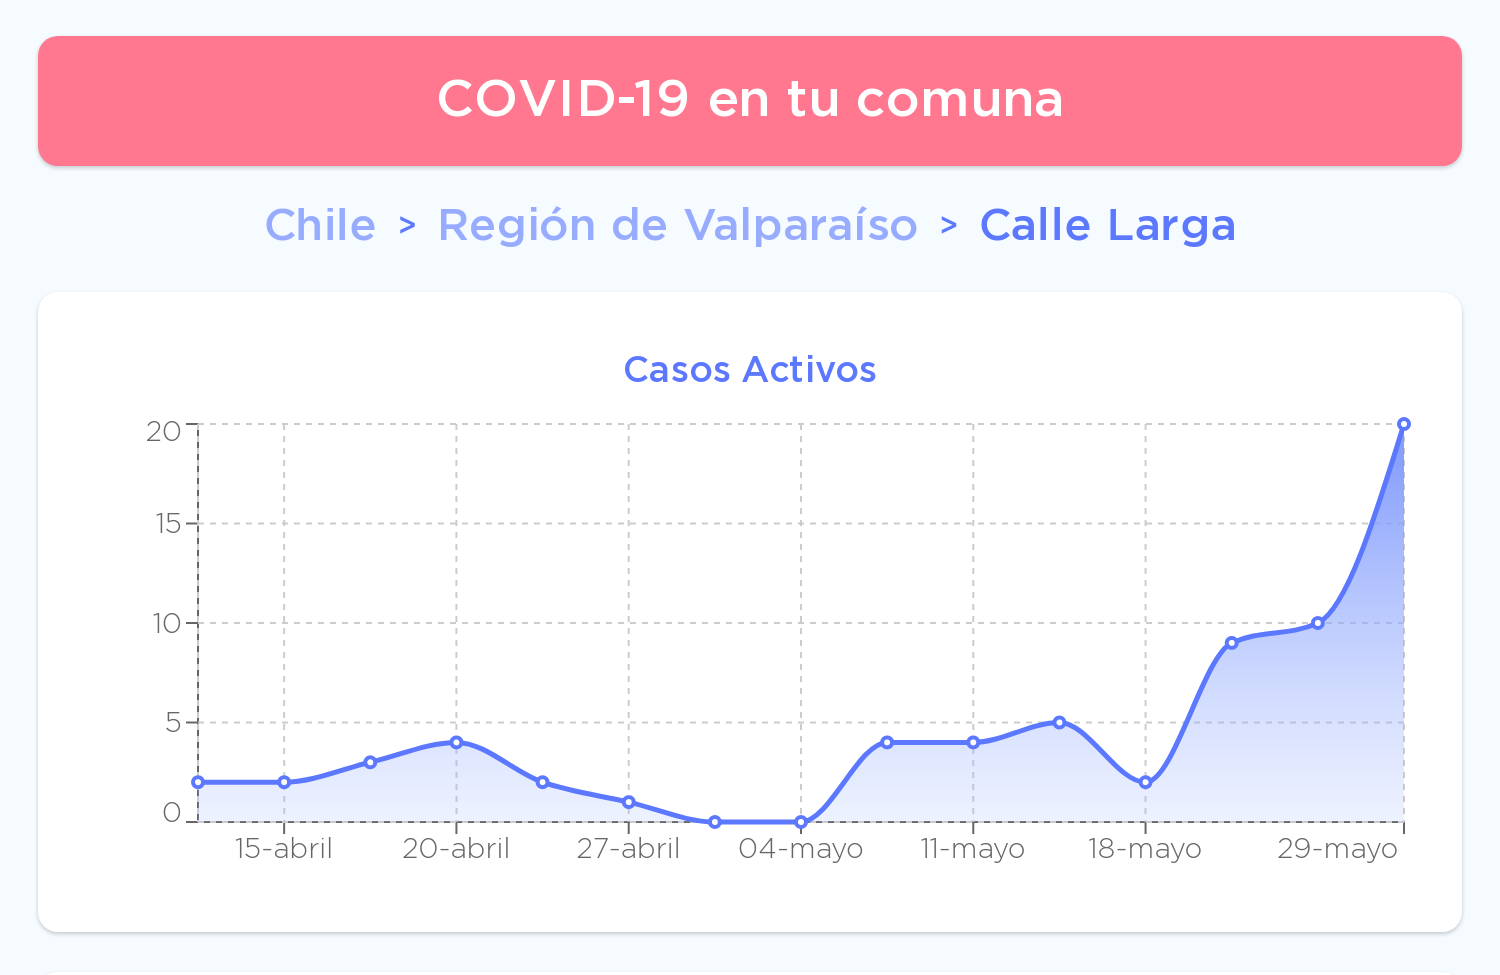 COVID-19 en tu comuna
Chile > Región de Valparaíso > Calle Larga
Casos Activos
20
15
10
5
0
15-abril 20-abril 27-abril 04-mayo 11-mayo 18-mayo 29-mayo